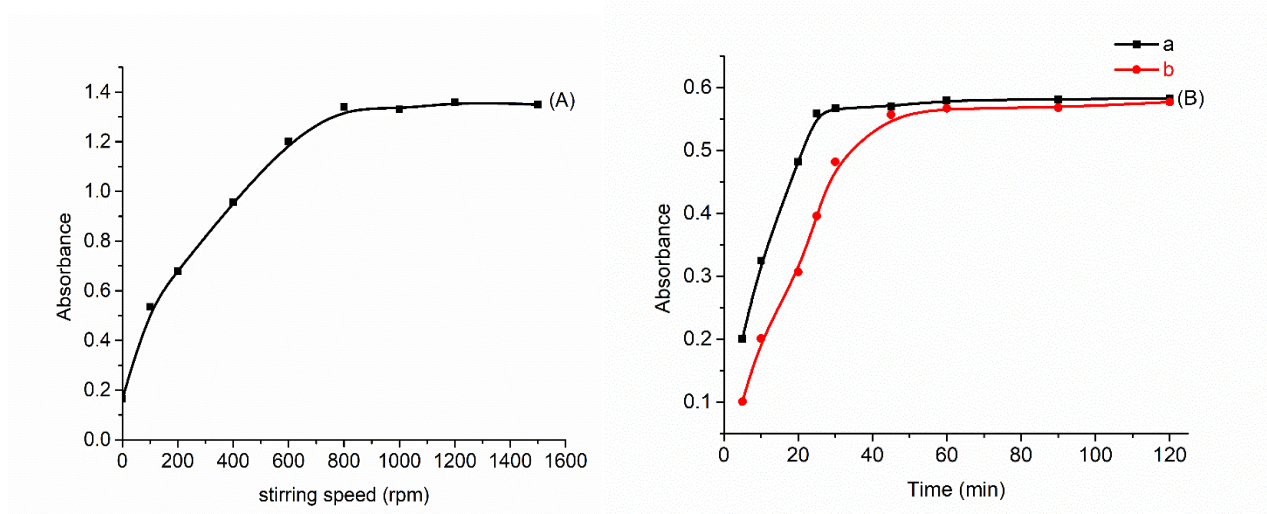 1.4
1.2
1.0
0.8
0.6
0.4
0.2
0.0
Absorbance
(A)
0 200 400 600 800 1000 1200 1400 1600
stirring speed (rpm)
a
b
0.6
0.5
0.4
0.3
0.2
0.1
Absorbance
(B)
0 20 40 60 80 100 120
Time (min)